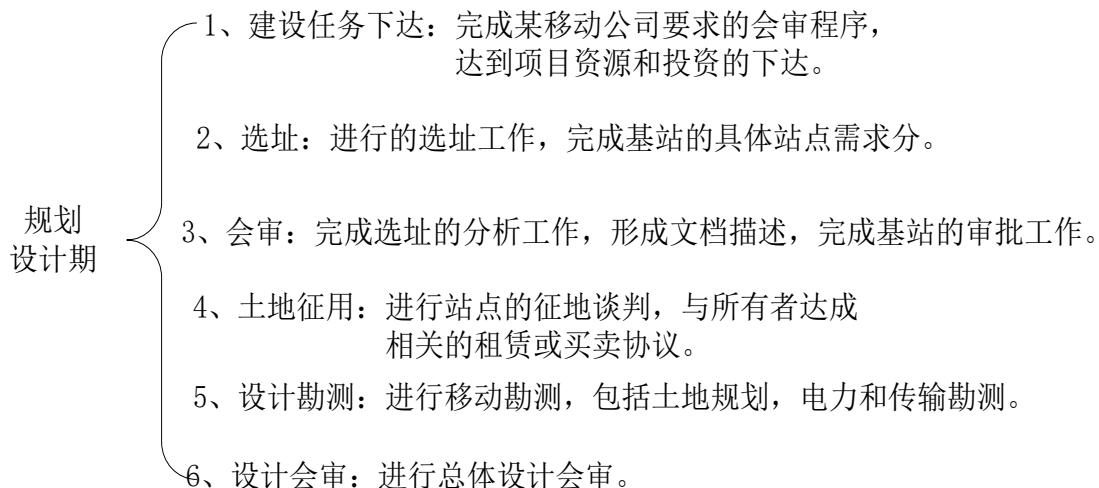 1、建设任务下达：完成某移动公司要求的会审程序，
达到项目资源和投资的下达。
2、选址：进行的选址工作，完成基站的具体站点需求分。
规划
设计期
3、会审：完成选址的分析工作，形成文档描述，完成基站的审批工作。
4、土地征用：进行站点的征地谈判，与所有者达成
相关的租赁或买卖协议。
5、设计勘测：进行移动勘测，包括土地规划，电力和传输勘测。
6、设计会审：进行总体设计会审。